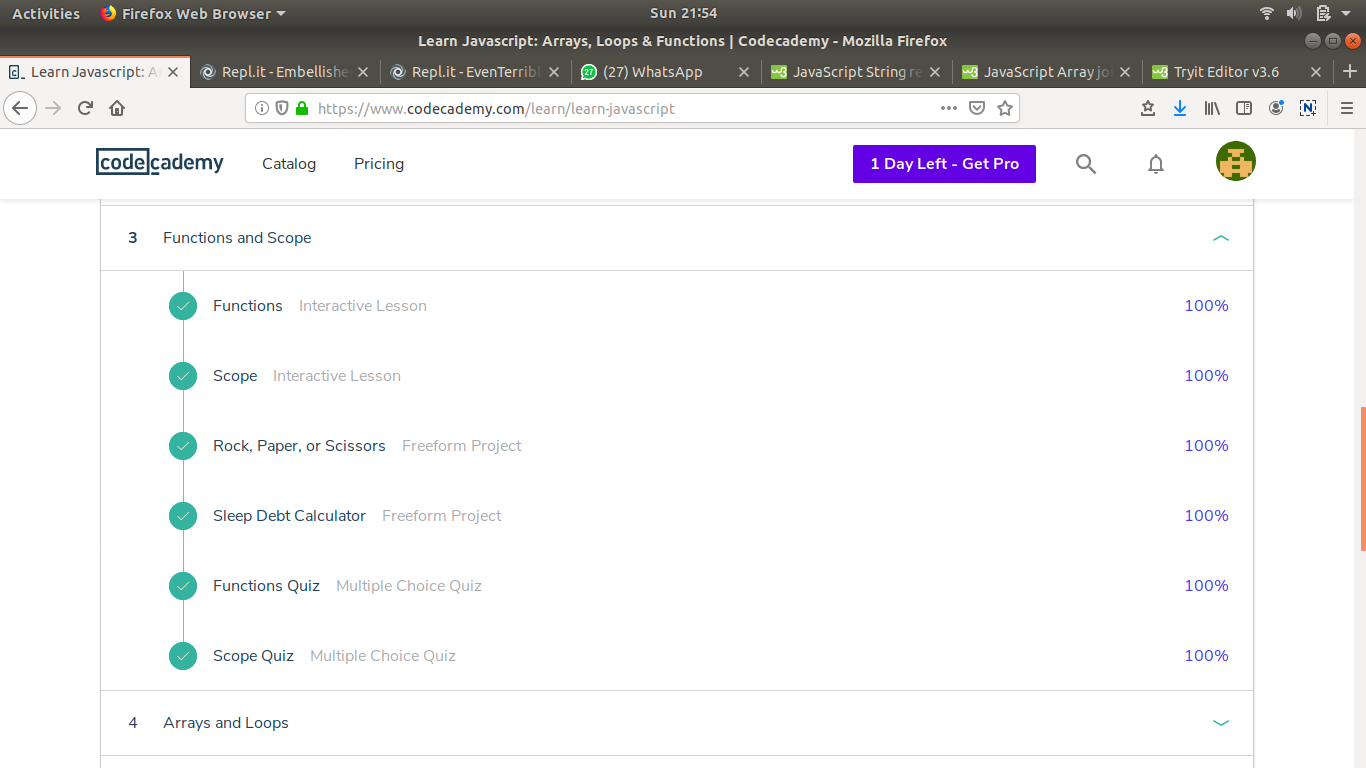 Activities Firefox Web Browser Sun 21:54
Learn Javascript: Arrays, Loops & Functions | Codecademy - Mozilla Firefox
Learn Javascript: A Repl.it - Embellishe Repl.it - EvenTerribl 27 (27) WhatsApp JavaScript String re JavaScript Array joi Tryit Editor v3.6
https://www.codecademy.com/learn/learn-javascript
codecademy Catalog Pricing 1 Day Left - Get Pro
3 Functions and Scope
Functions Interactive Lesson 100%
Scope Interactive Lesson 100%
Rock, Paper, or Scissors Freeform Project 100%
Sleep Debt Calculator Freeform Project 100%
Functions Quiz Multiple Choice Quiz 100%
Scope Quiz Multiple Choice Quiz 100%
4 Arrays and Loops